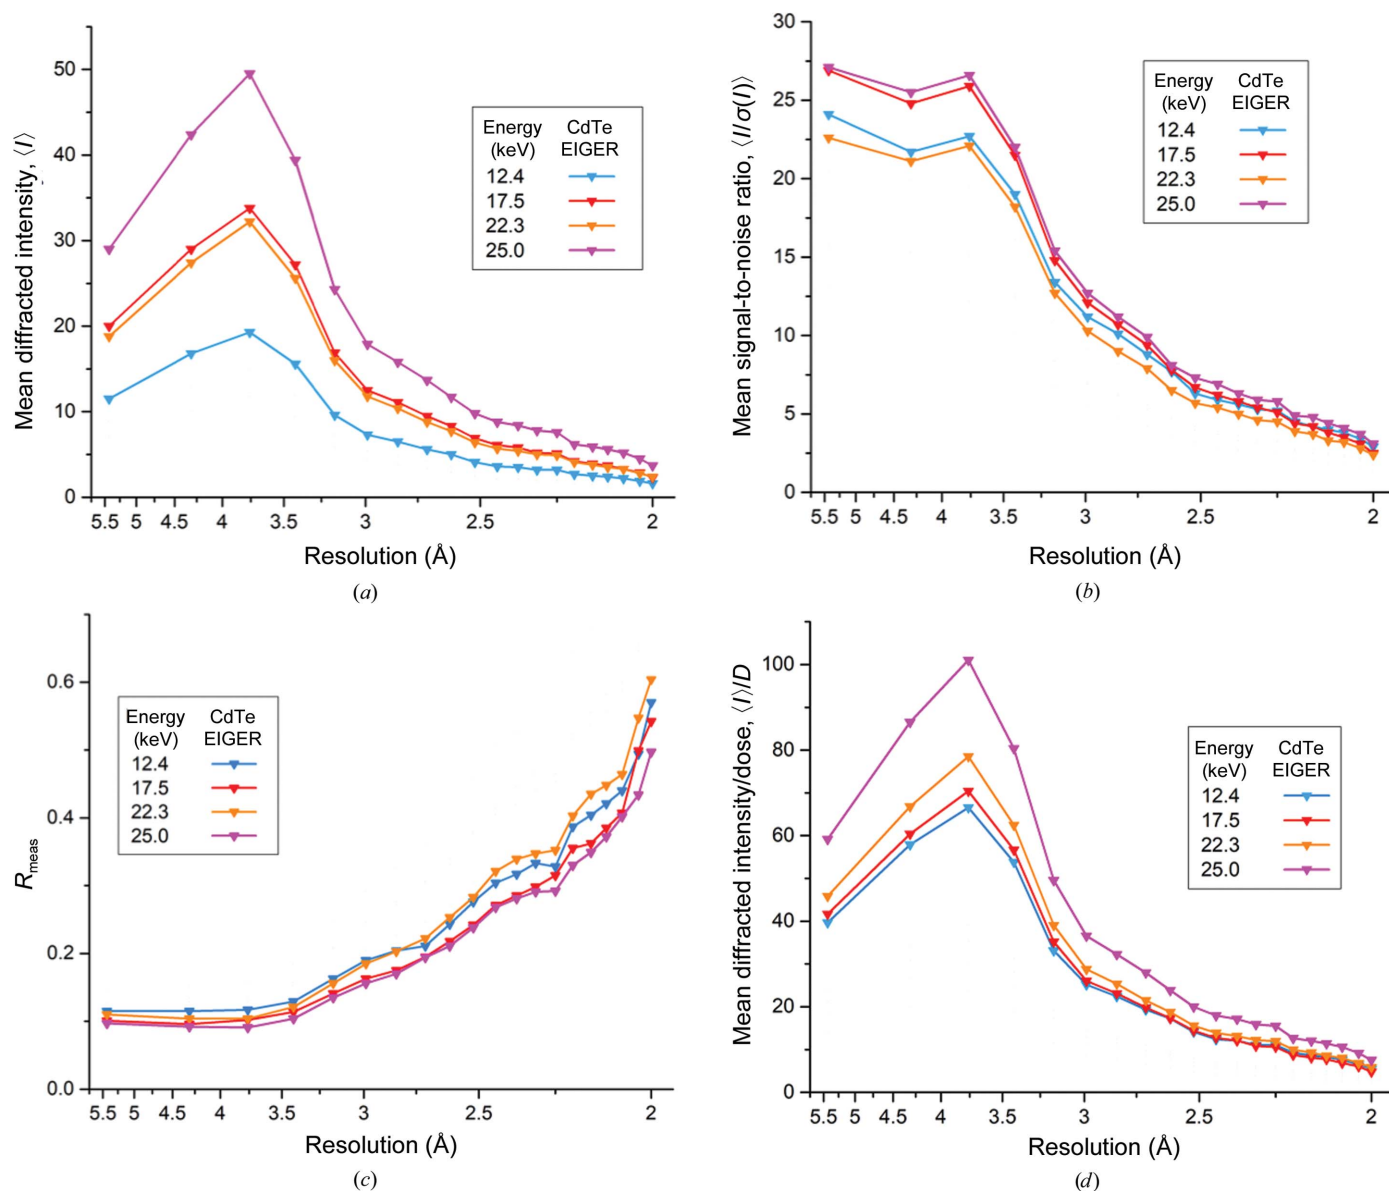 Mean diffracted intensity, ⟨I⟩
50
40
30
20
10
0
5.5 5 4.5 4 3.5 3 2.5 2
Resolution (Å)
(a)
Energy CdTe
(keV) EIGER
12.4
17.5
22.3
25.0
Mean signal-to-noise ratio, ⟨I/σ(I)⟩
30
25
20
15
10
5
0
5.5 5 4.5 4 3.5 3 2.5 2
Resolution (Å)
(b)
Energy CdTe
(keV) EIGER
12.4
17.5
22.3
25.0
Rmeas
0.6
0.4
0.2
0.0
5.5 5 4.5 4 3.5 3 2.5 2
Resolution (Å)
(c)
Energy CdTe
(keV) EIGER
12.4
17.5
22.3
25.0
Mean diffracted intensity/dose, ⟨I⟩/D
100
80
60
40
20
0
5.5 5 4.5 4 3.5 3 2.5 2
Resolution (Å)
(d)
Energy CdTe
(keV) EIGER
12.4
17.5
22.3
25.0